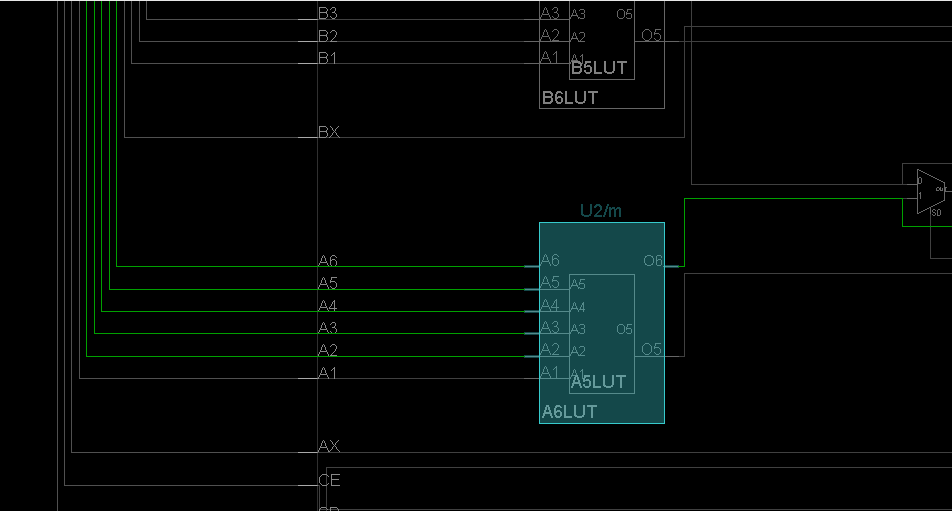 B3 A3 A3 O5
B2 A2 A2 O5
B1 A1 A1
B5LUT
B6LUT
BX
0
1
OUT
S0
U2/m
A6 A6 O6
A5 A5 A5
A4 A4 A4
A3 A3 A3 O5
A2 A2 A2 O5
A1 A1 A1
A5LUT
A6LUT
AX
CE